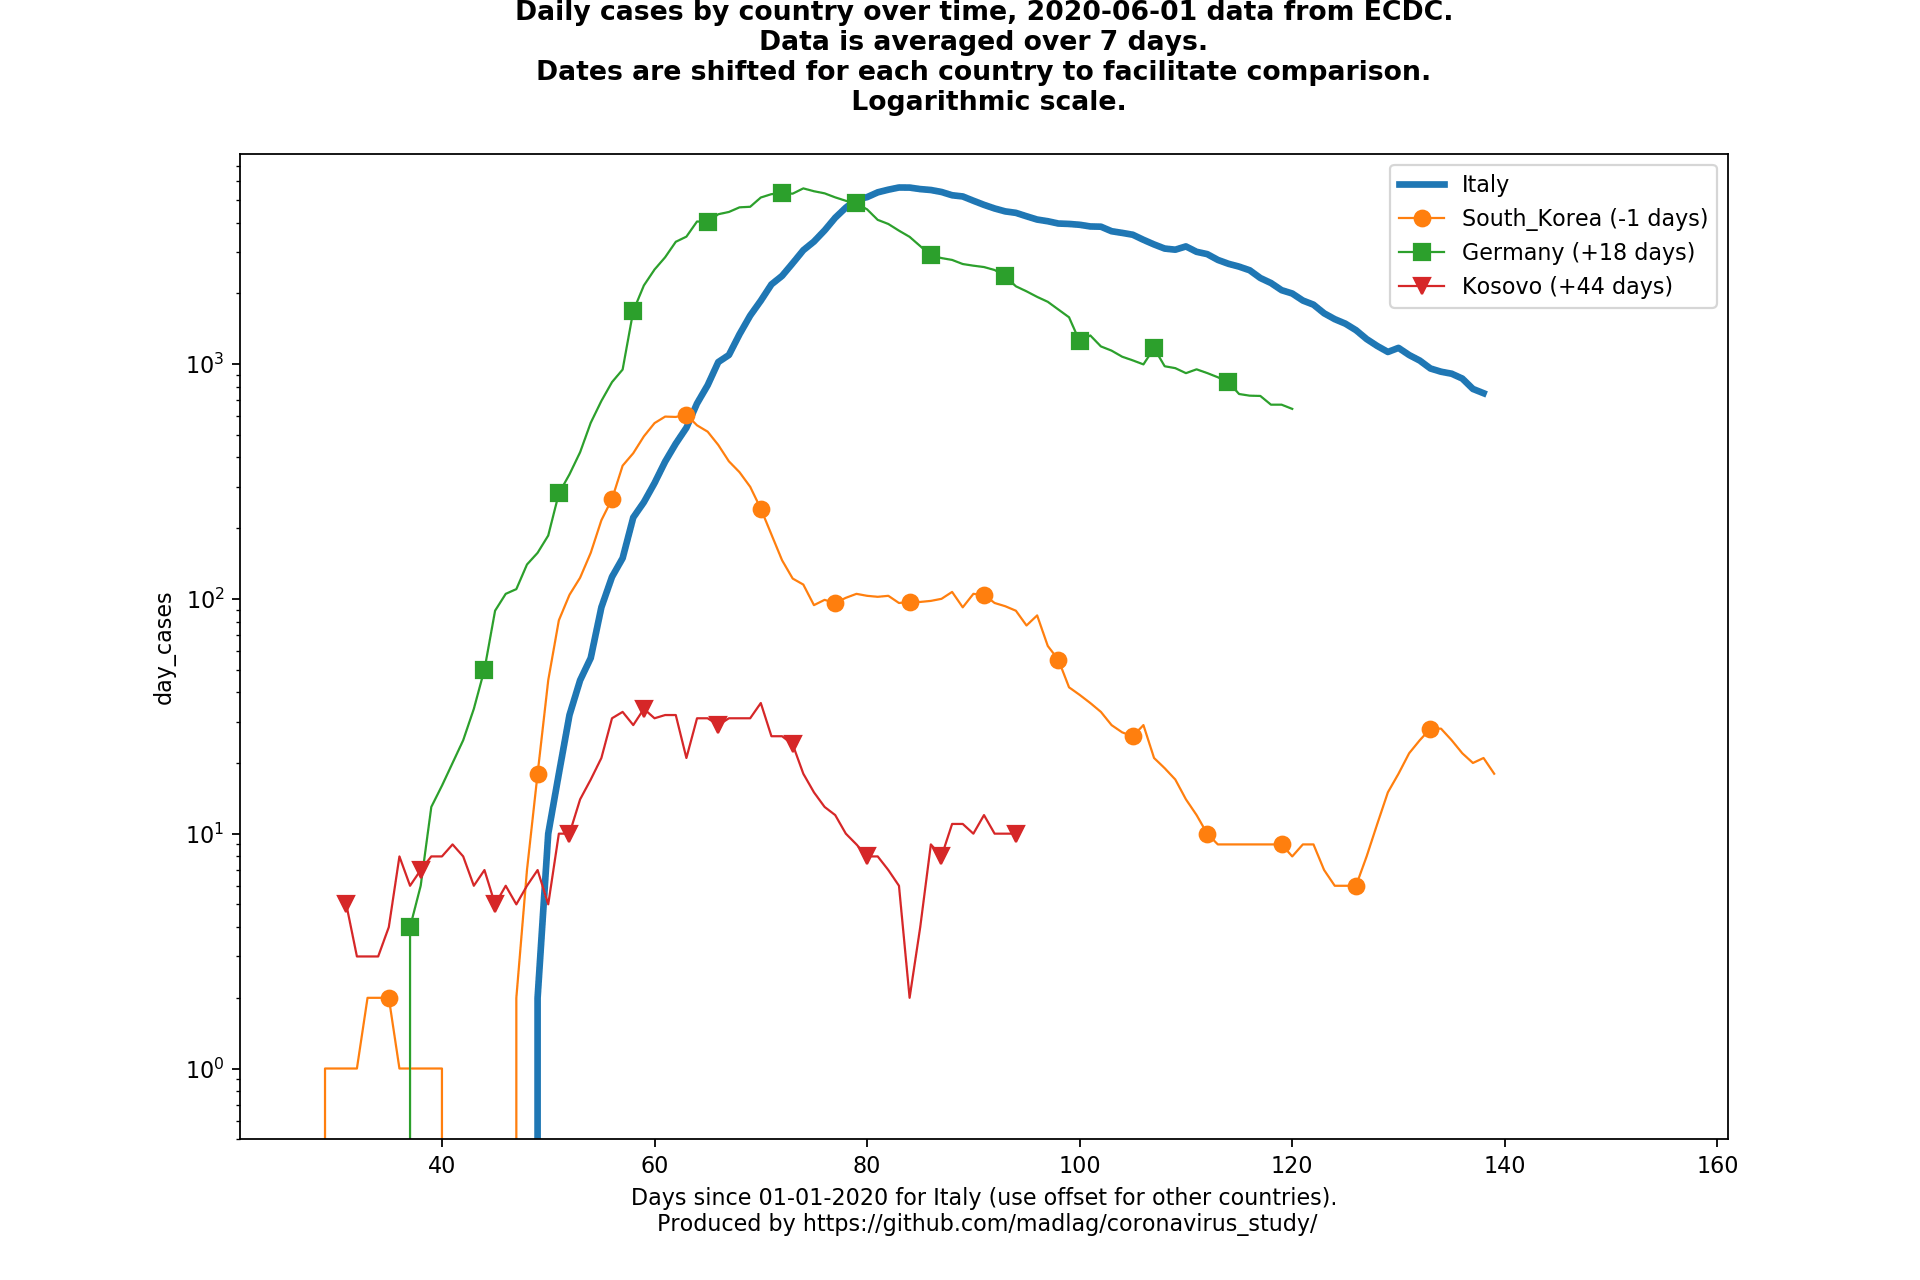 Daily cases by country over time, 2020-06-01 data from ECDC.
Data is averaged over 7 days.
Dates are shifted for each country to facilitate comparison.
Logarithmic scale.
Italy
South_Korea (-1 days)
Germany (+18 days)
Kosovo (+44 days)
day_cases
10³
10²
10¹
10⁰
40 60 80 100 120 140 160
Days since 01-01-2020 for Italy (use offset for other countries).
Produced by https://github.com/madlag/coronavirus_study/